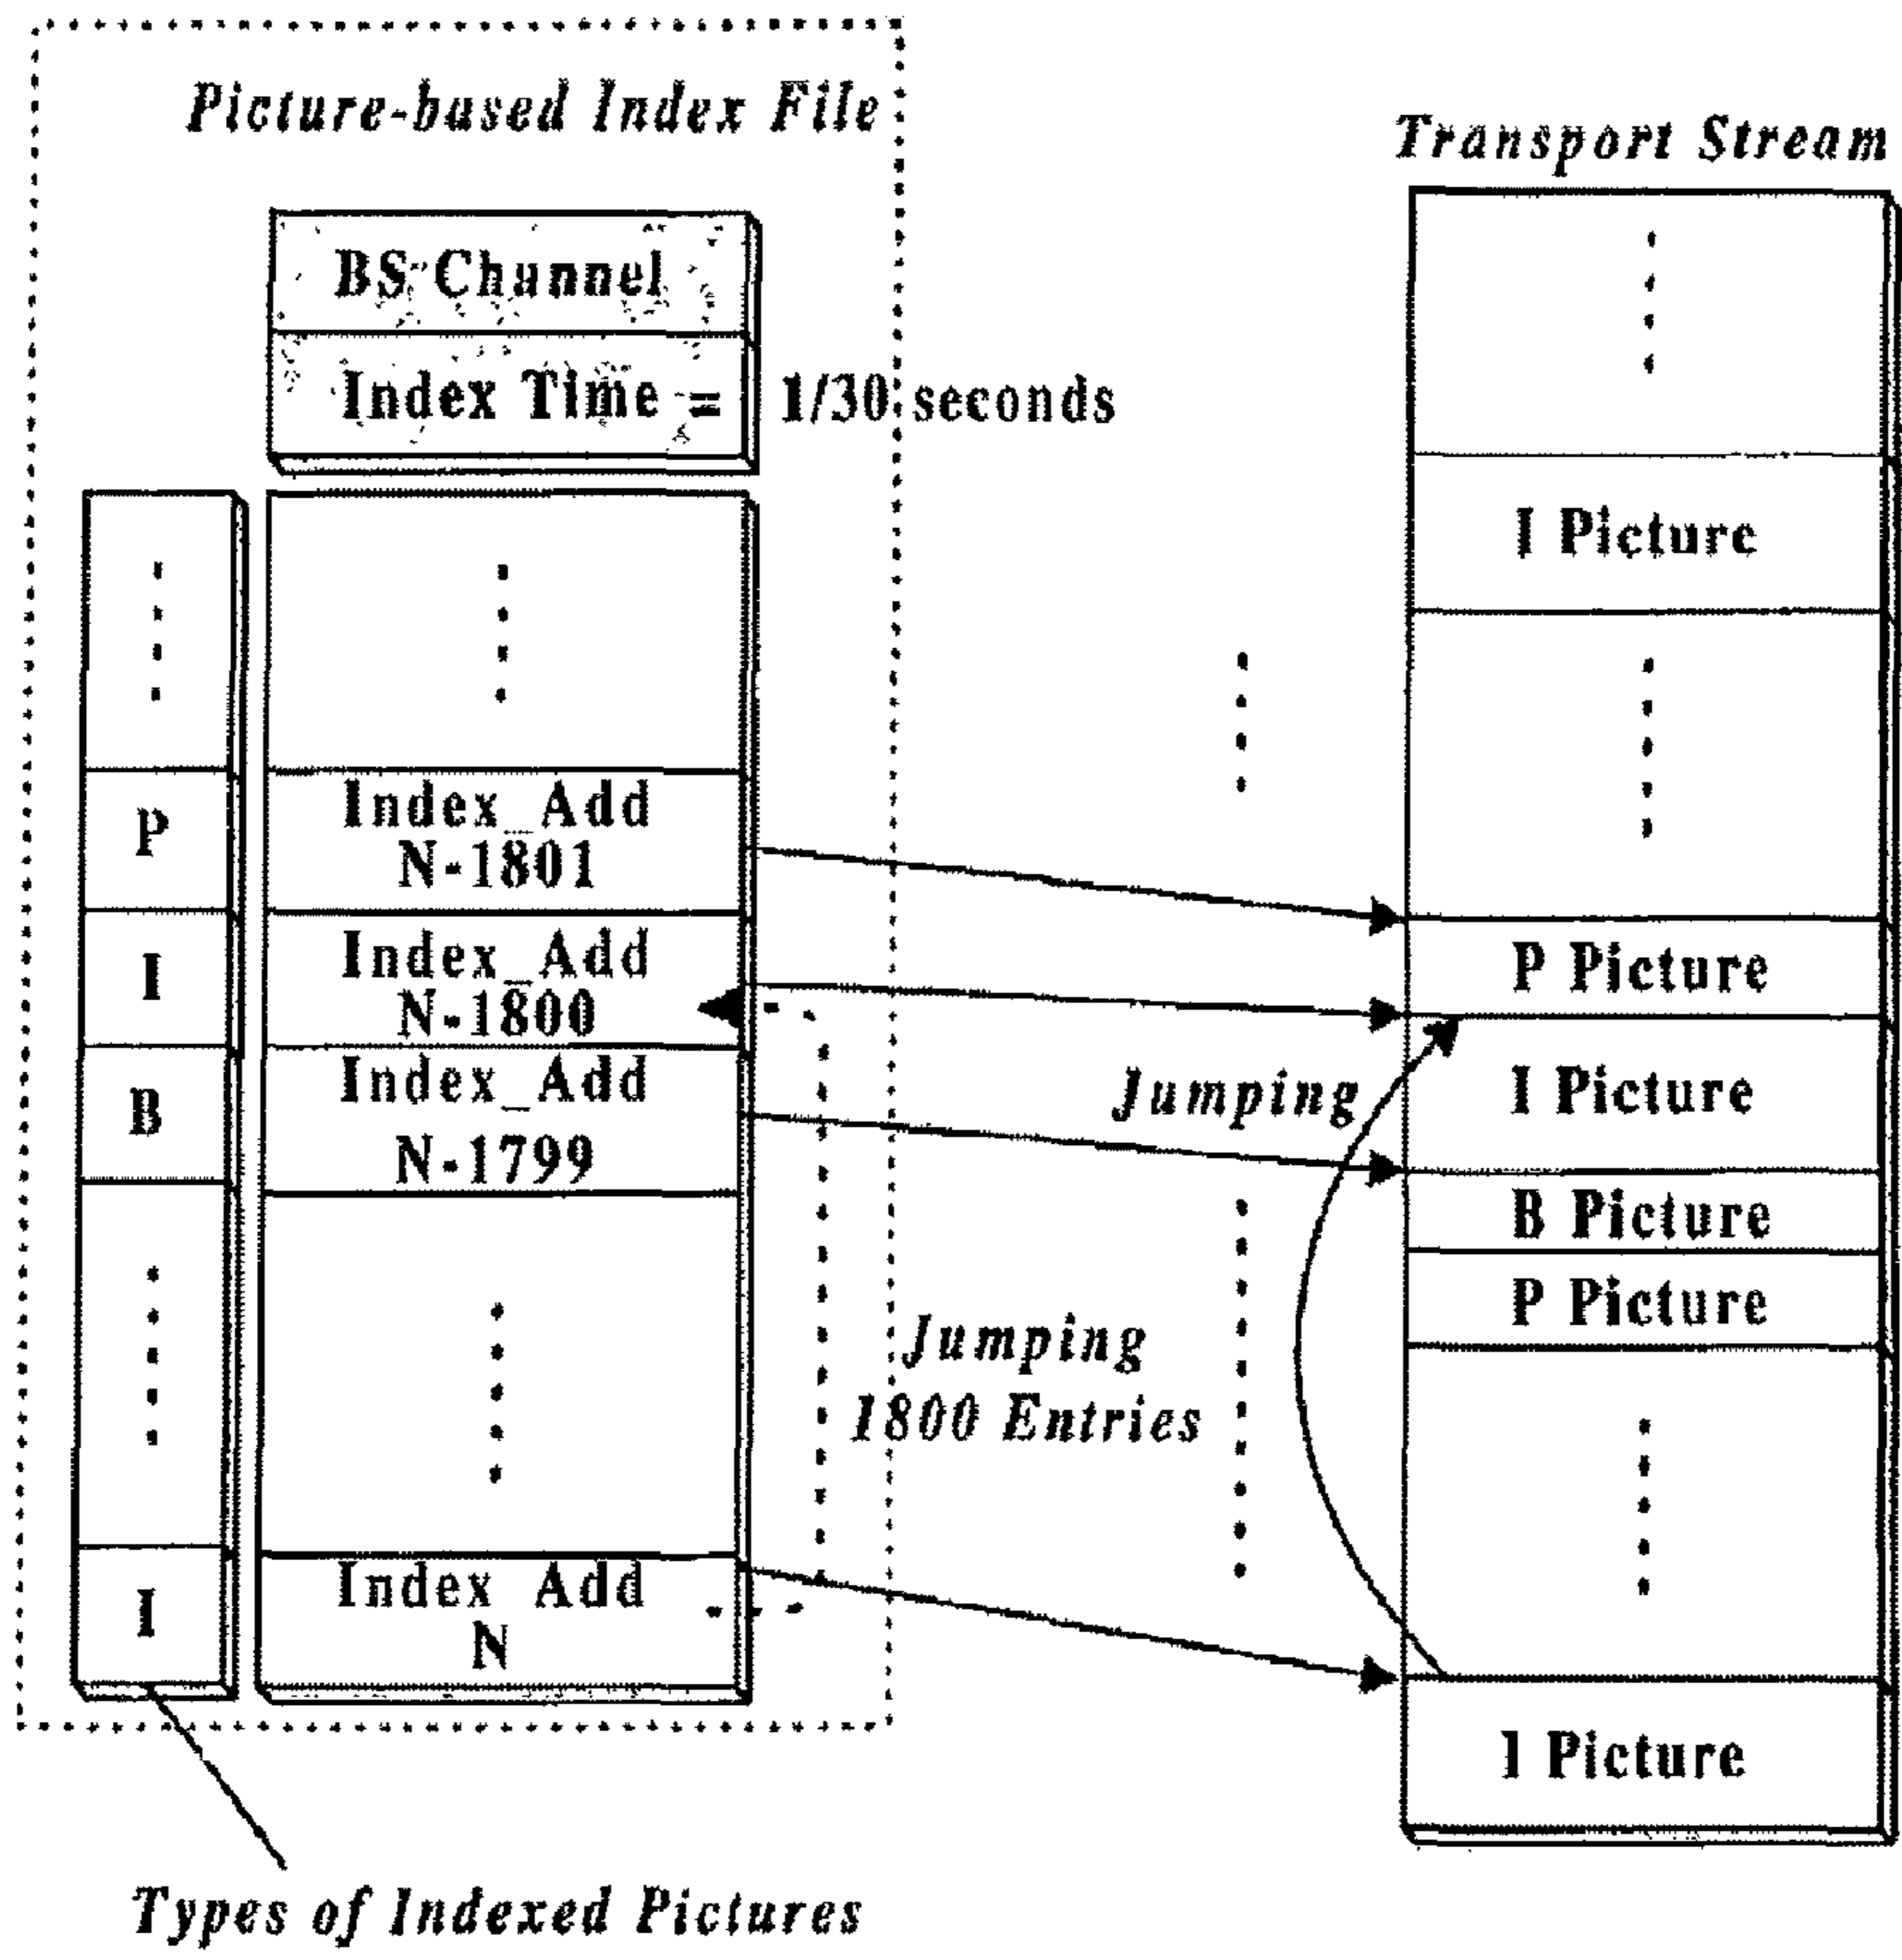 Picture-based Index File
BS Channel
Index Time = 1/30 seconds
P
Index_Add
N-1801
I
Index_Add
N-1800
B
Index_Add
N-1799
I
Index Add
N
Types of Indexed Pictures
Jumping
1800 Entries
Jumping
Transport Stream
I Picture
P Picture
I Picture
B Picture
P Picture
I Picture